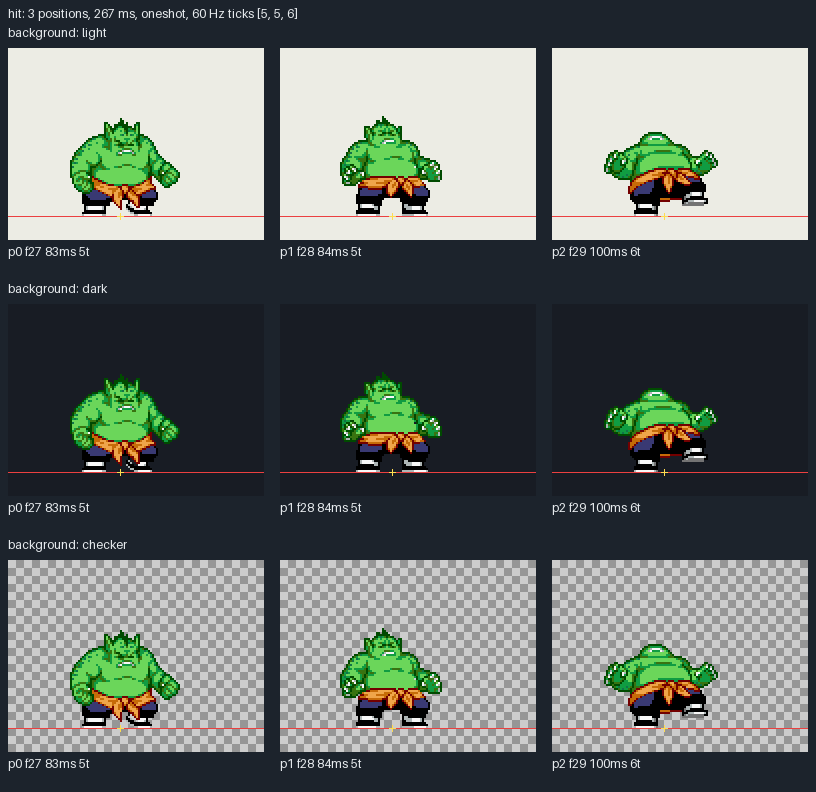 hit: 3 positions, 267 ms, oneshot, 60 Hz ticks [5, 5, 6]
background: light
p0 f27 83ms 5t
p1 f28 84ms 5t
p2 f29 100ms 6t
background: dark
p0 f27 83ms 5t
p1 f28 84ms 5t
p2 f29 100ms 6t
background: checker
p0 f27 83ms 5t
p1 f28 84ms 5t
p2 f29 100ms 6t